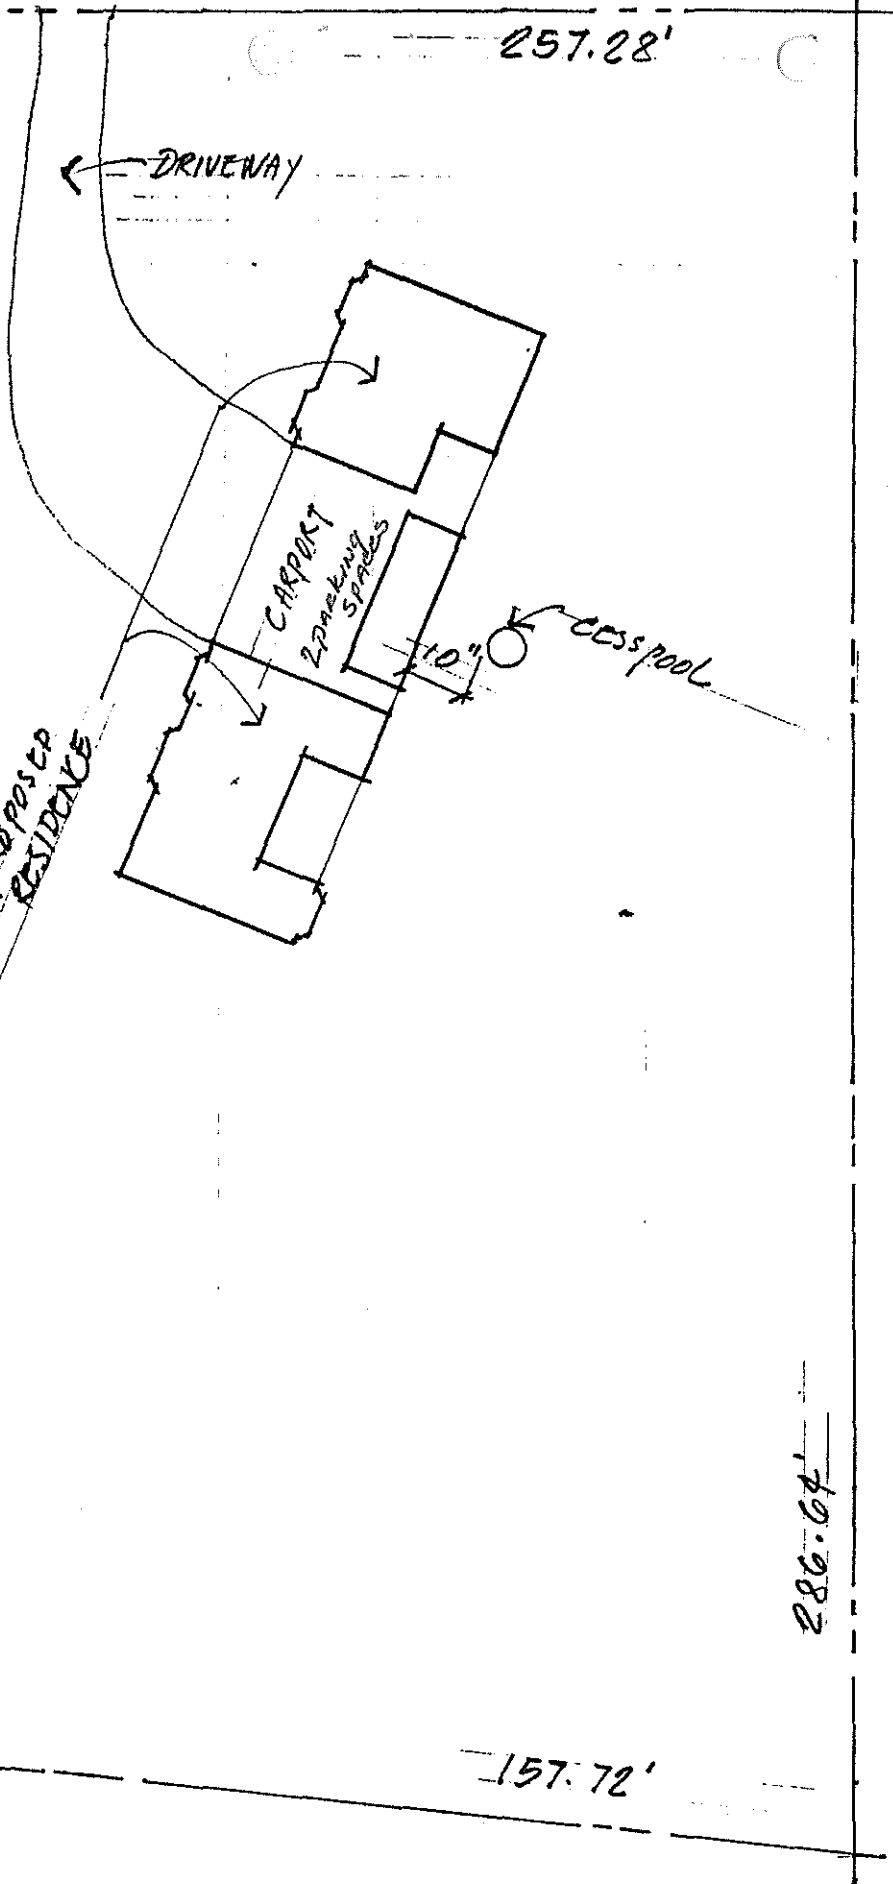 257.28'
DRIVEWAY
CARPORT
2 PARKING
SPACES
10"
CESSPOOL
RESIDENCE
286.64'
157.72'